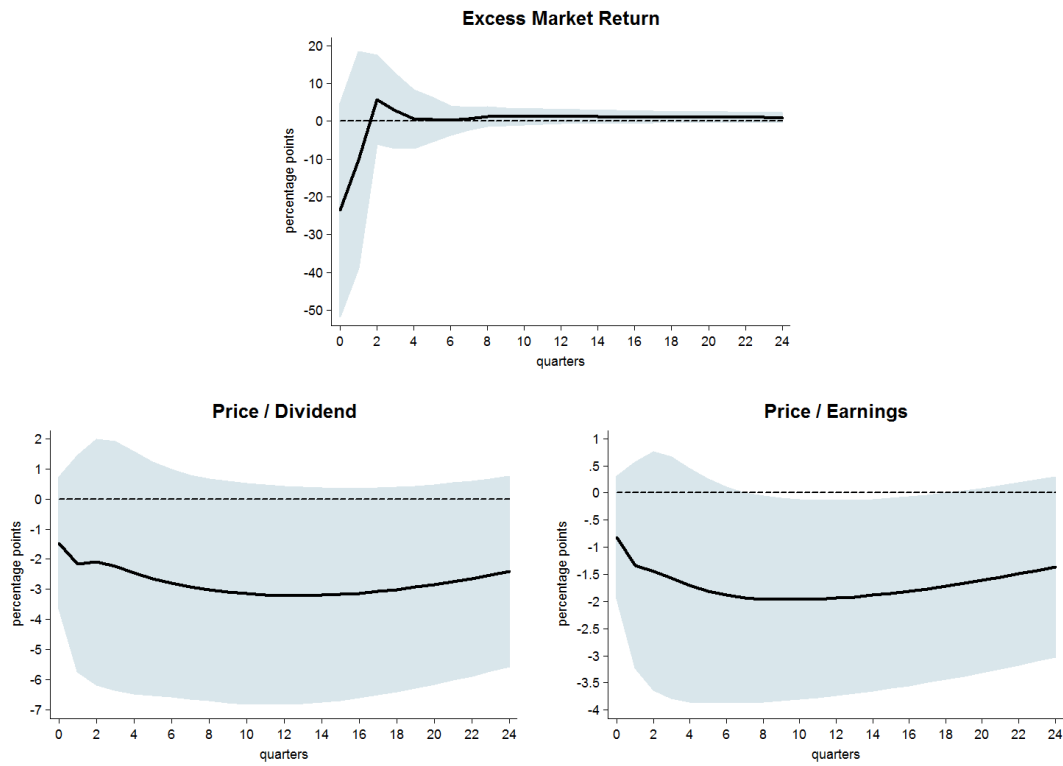 Excess Market Return
percentage points
20
10
0
-10
-20
-30
-40
-50
0 2 4 6 8 10 12 14 16 18 20 22 24
quarters
Price / Dividend
percentage points
2
1
0
-1
-2
-3
-4
-5
-6
-7
0 2 4 6 8 10 12 14 16 18 20 22 24
quarters
Price / Earnings
percentage points
1
.5
0
-.5
-1
-1.5
-2
-2.5
-3
-3.5
-4
0 2 4 6 8 10 12 14 16 18 20 22 24
quarters